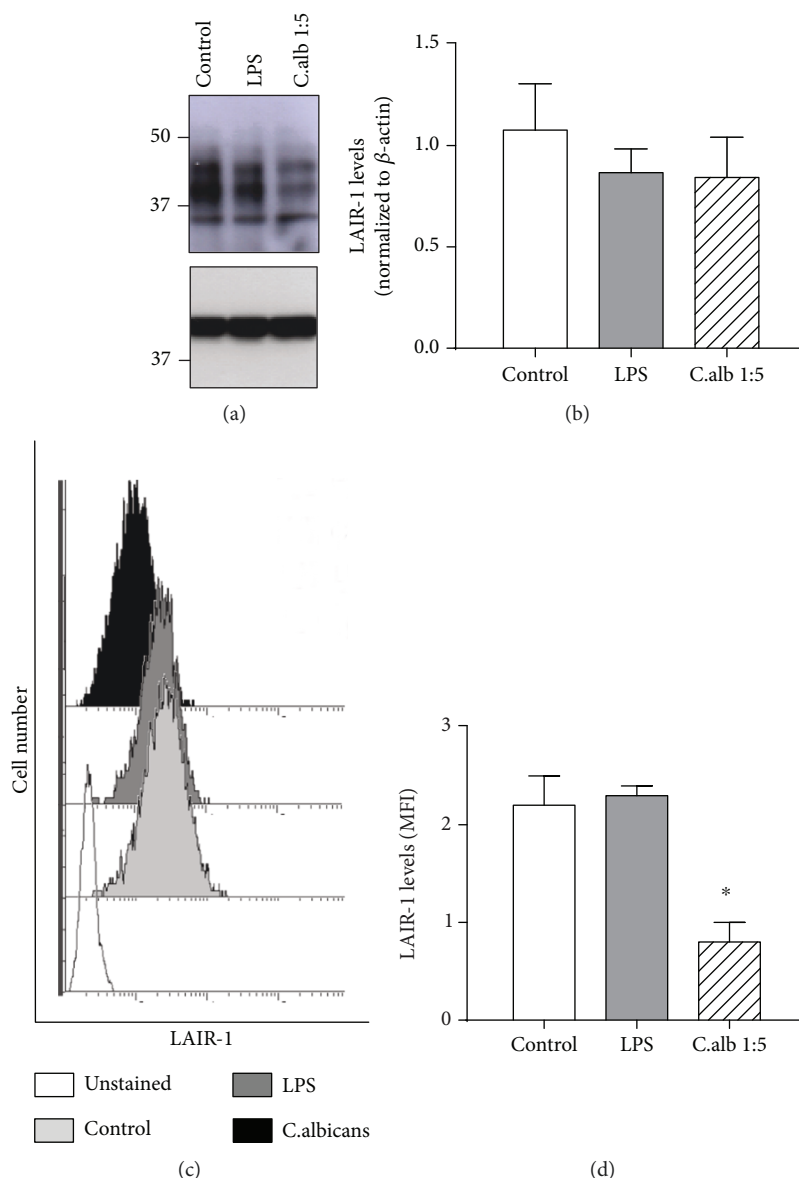 Control
LPS
C.alb 1:5
50
37
37
(a)
LAIR-1 levels
(normalized to β-actin)
1.5
1.0
0.5
0.0
Control LPS C.alb 1:5
(b)
Cell number
LAIR-1
Unstained LPS
Control C.albicans
(c)
LAIR-1 levels (MFI)
3
2
1
0
*
Control LPS C.alb 1:5
(d)